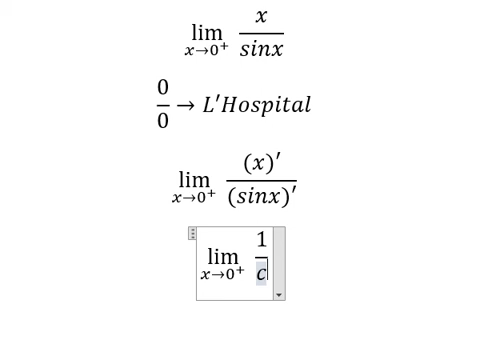 lim x→0⁺ x/sinx
0/0 → L′Hospital
lim x→0⁺ (x)′/(sinx)′
lim x→0⁺ 1/c